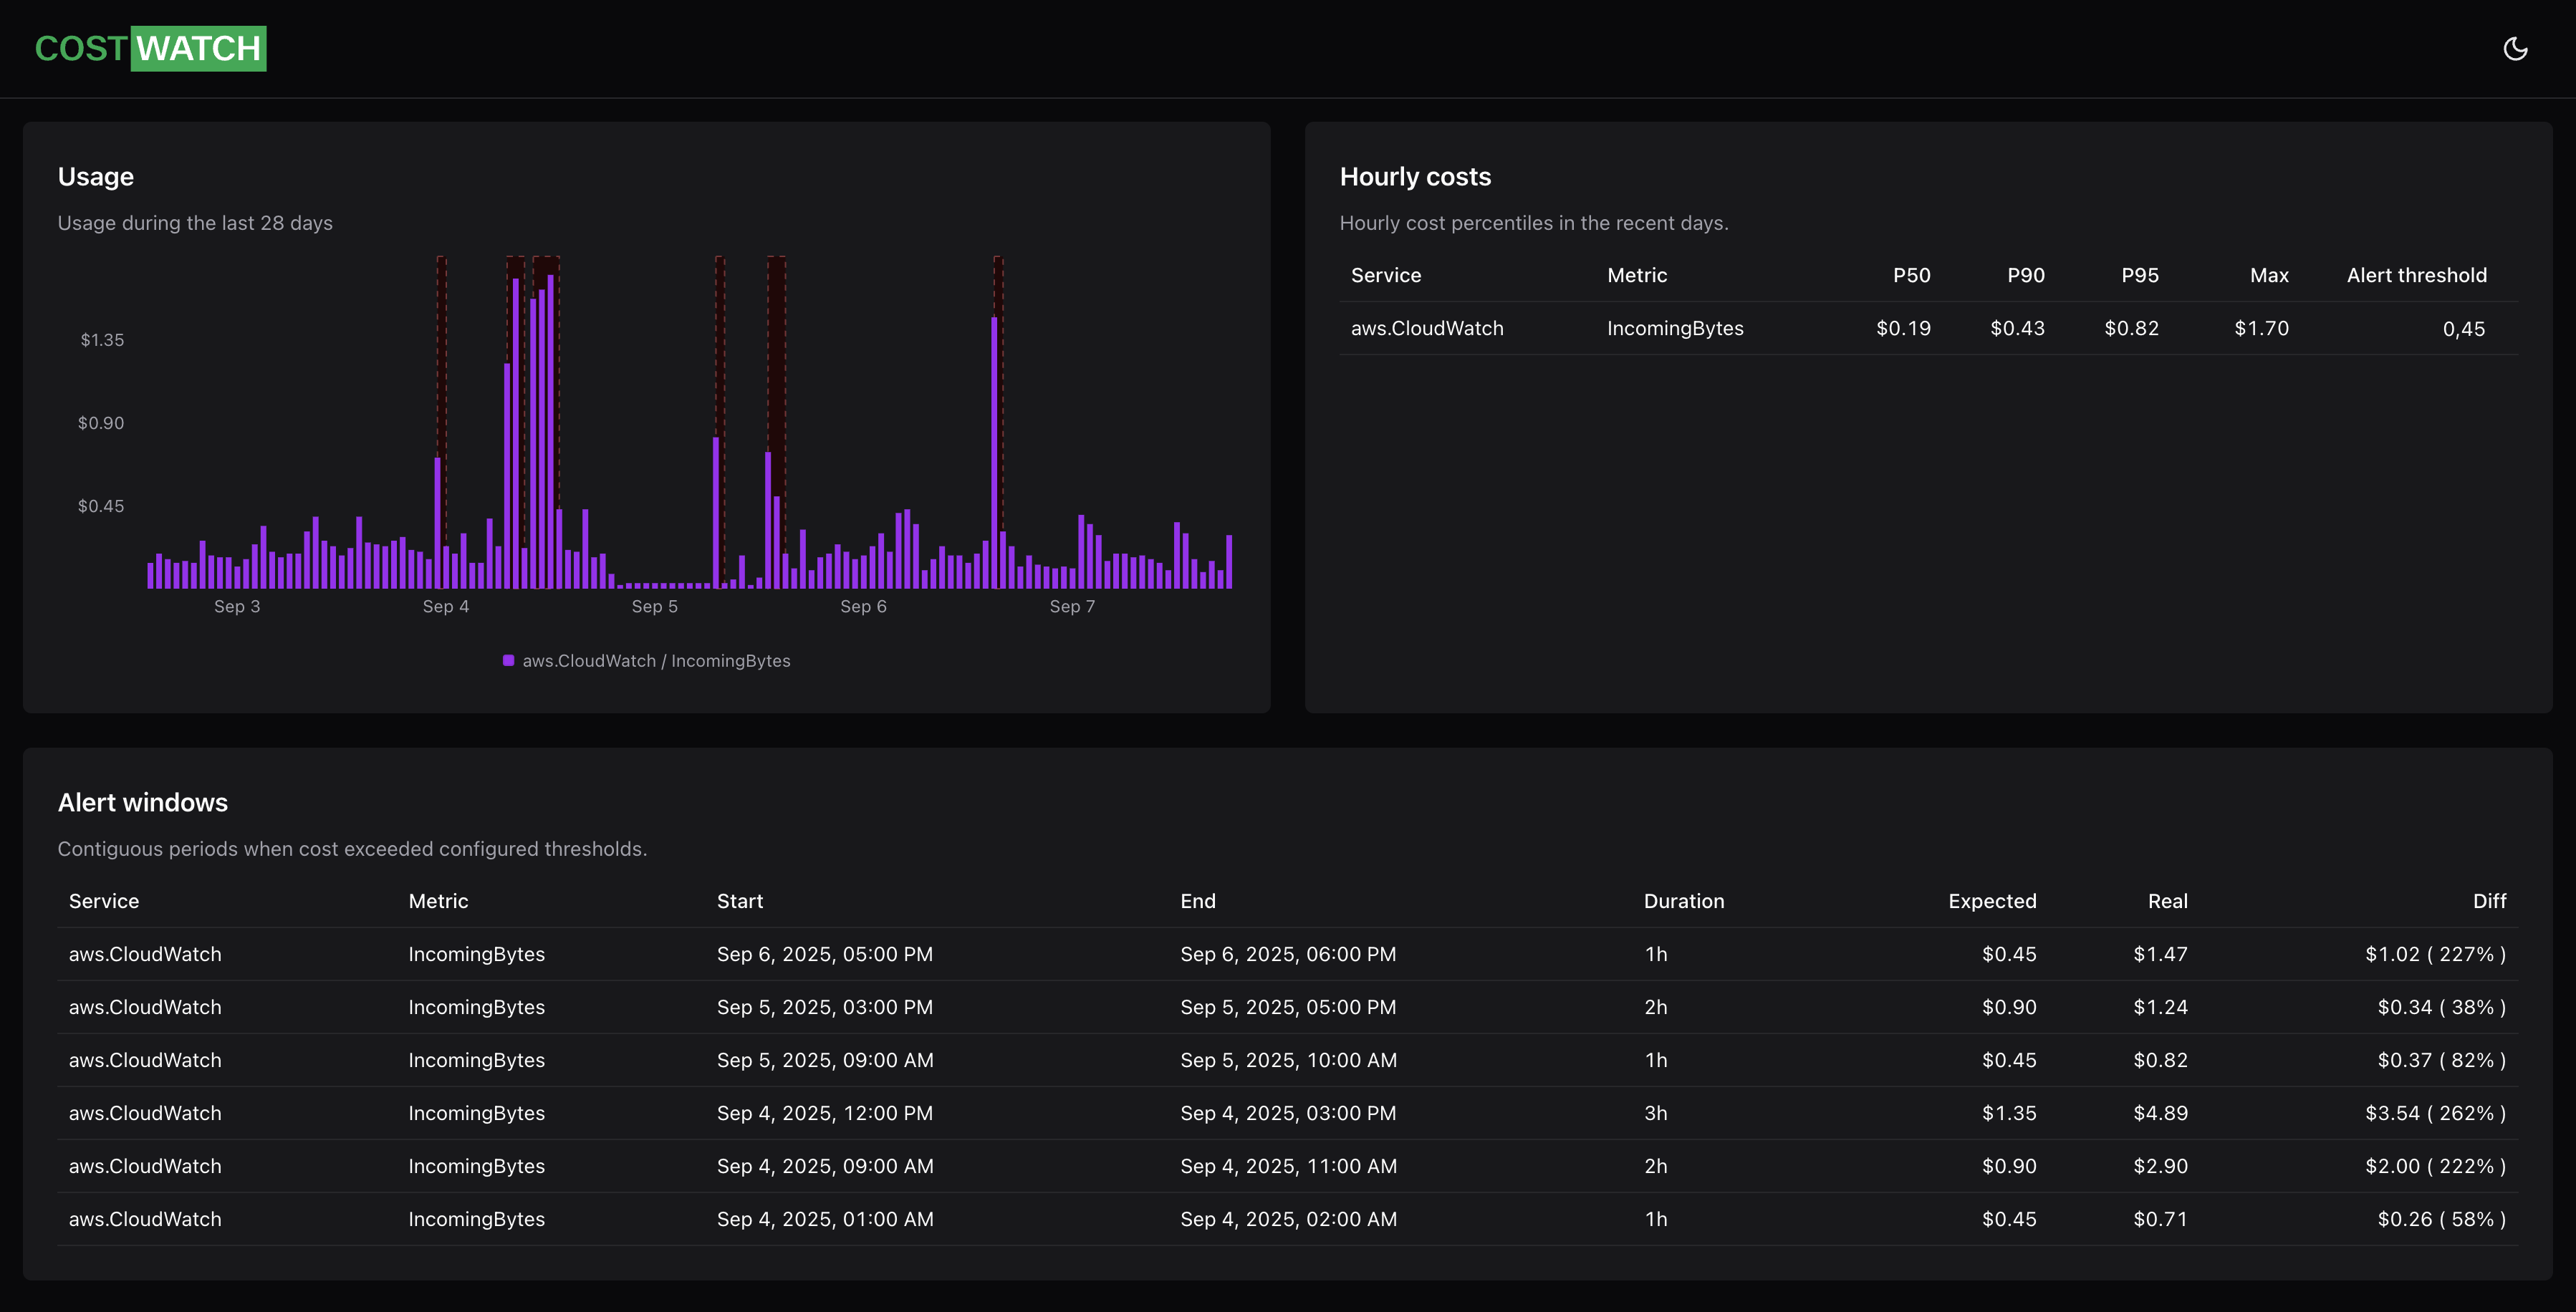 COSTWATCH
Usage
Usage during the last 28 days
$1.35
$0.90
$0.45
Sep 3 Sep 4 Sep 5 Sep 6 Sep 7
aws.CloudWatch / IncomingBytes
Hourly costs
Hourly cost percentiles in the recent days.
Service Metric P50 P90 P95 Max Alert threshold
aws.CloudWatch IncomingBytes $0.19 $0.43 $0.82 $1.70 0,45
Alert windows
Contiguous periods when cost exceeded configured thresholds.
Service Metric Start End Duration Expected Real Diff
aws.CloudWatch IncomingBytes Sep 6, 2025, 05:00 PM Sep 6, 2025, 06:00 PM 1h $0.45 $1.47 $1.02 ( 227% )
aws.CloudWatch IncomingBytes Sep 5, 2025, 03:00 PM Sep 5, 2025, 05:00 PM 2h $0.90 $1.24 $0.34 ( 38% )
aws.CloudWatch IncomingBytes Sep 5, 2025, 09:00 AM Sep 5, 2025, 10:00 AM 1h $0.45 $0.82 $0.37 ( 82% )
aws.CloudWatch IncomingBytes Sep 4, 2025, 12:00 PM Sep 4, 2025, 03:00 PM 3h $1.35 $4.89 $3.54 ( 262% )
aws.CloudWatch IncomingBytes Sep 4, 2025, 09:00 AM Sep 4, 2025, 11:00 AM 2h $0.90 $2.90 $2.00 ( 222% )
aws.CloudWatch IncomingBytes Sep 4, 2025, 01:00 AM Sep 4, 2025, 02:00 AM 1h $0.45 $0.71 $0.26 ( 58% )